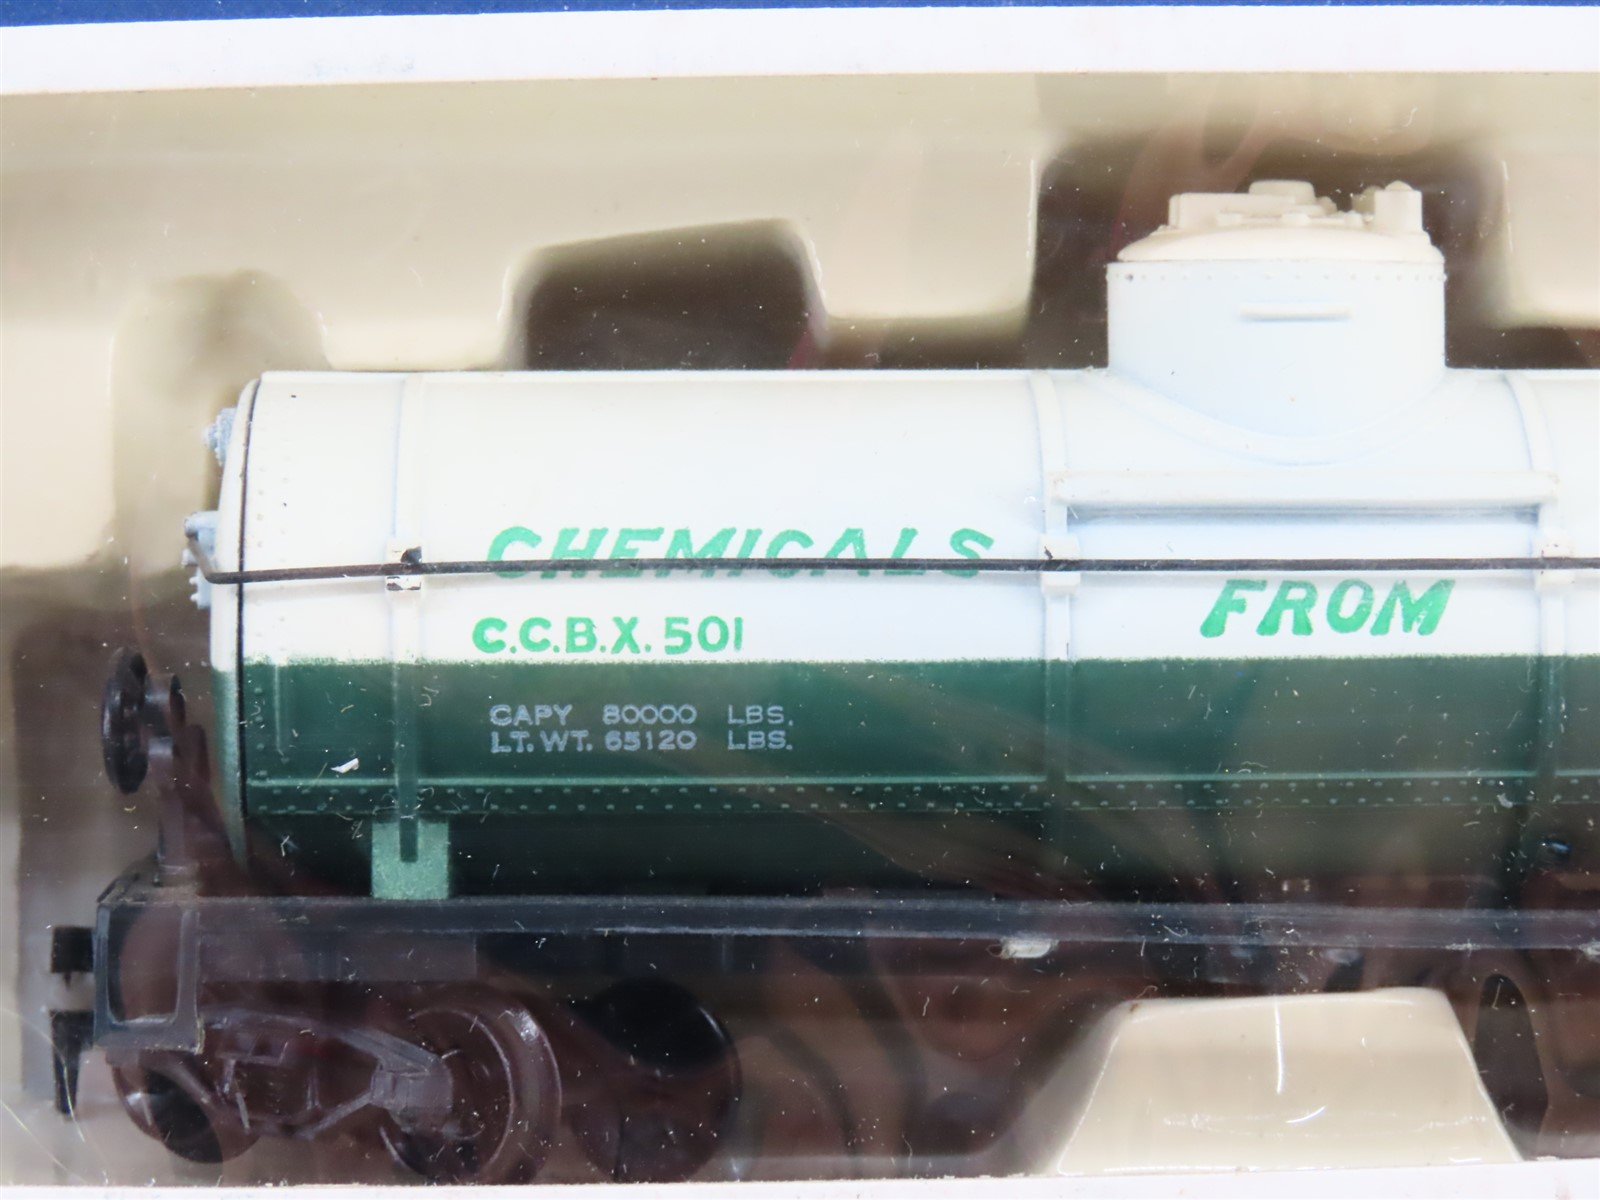 CHEMICALS
FROM
C.C.B.X. 501
CAPY 80000 LBS.
LT. WT. 65120 LBS.